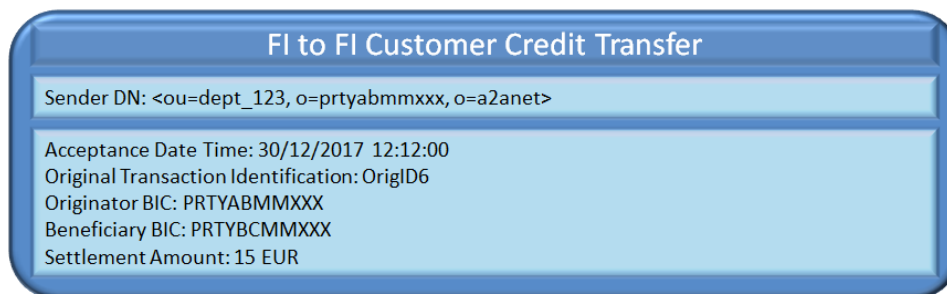 FI to FI Customer Credit Transfer
Sender DN: <ou=dept_123, o=prtyabmmxxx, o=a2anet>
Acceptance Date Time: 30/12/2017 12:12:00
Original Transaction Identification: OrigID6
Originator BIC: PRTYABMMXXX
Beneficiary BIC: PRTYBCMMXXX
Settlement Amount: 15 EUR